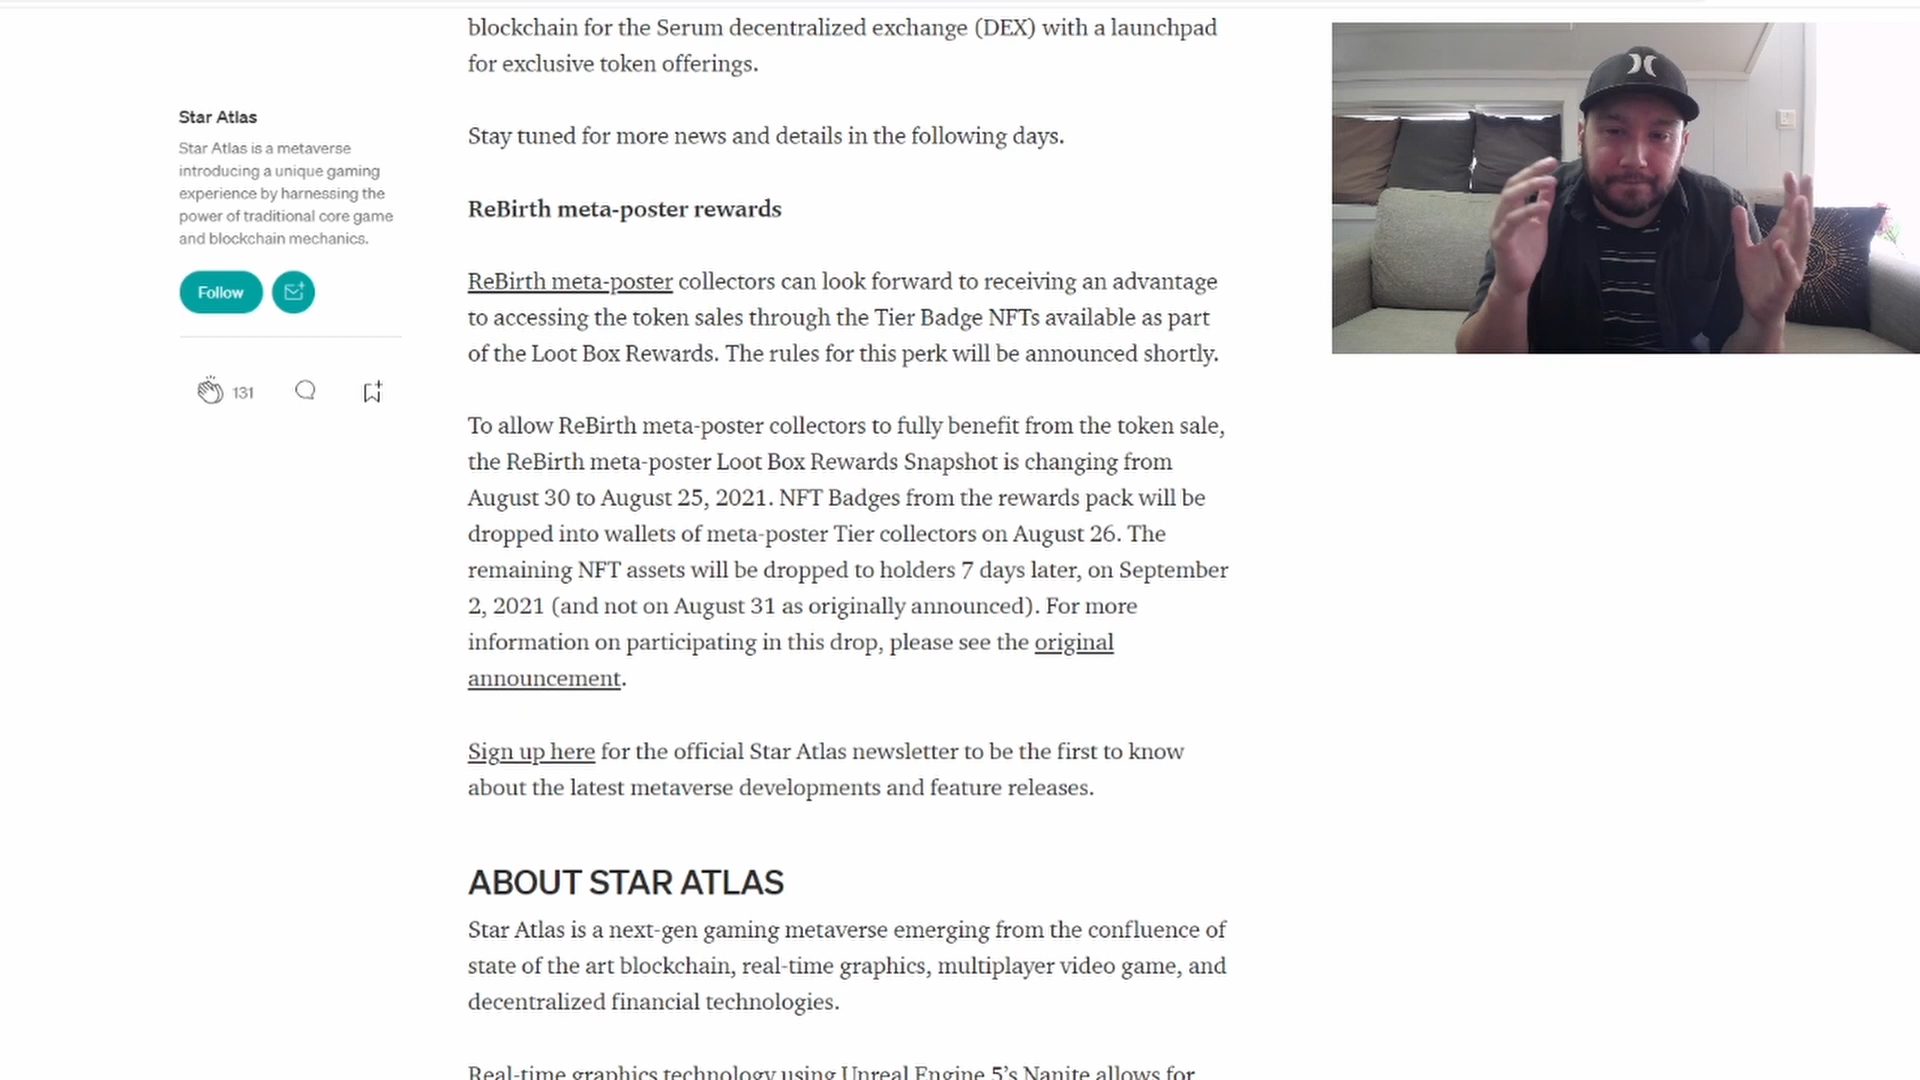 blockchain for the Serum decentralized exchange (DEX) with a launchpad
for exclusive token offerings.
Star Atlas
Star Atlas is a metaverse
introducing a unique gaming
experience by harnessing the
power of traditional core game
and blockchain mechanics.
Follow
131
Stay tuned for more news and details in the following days.
ReBirth meta-poster rewards
ReBirth meta-poster collectors can look forward to receiving an advantage
to accessing the token sales through the Tier Badge NFTs available as part
of the Loot Box Rewards. The rules for this perk will be announced shortly.
To allow ReBirth meta-poster collectors to fully benefit from the token sale,
the ReBirth meta-poster Loot Box Rewards Snapshot is changing from
August 30 to August 25, 2021. NFT Badges from the rewards pack will be
dropped into wallets of meta-poster Tier collectors on August 26. The
remaining NFT assets will be dropped to holders 7 days later, on September
2, 2021 (and not on August 31 as originally announced). For more
information on participating in this drop, please see the original
announcement.
Sign up here for the official Star Atlas newsletter to be the first to know
about the latest metaverse developments and feature releases.
ABOUT STAR ATLAS
Star Atlas is a next-gen gaming metaverse emerging from the confluence of
state of the art blockchain, real-time graphics, multiplayer video game, and
decentralized financial technologies.
Real-time graphics technology using Unreal Engine 5's Nanite allows for